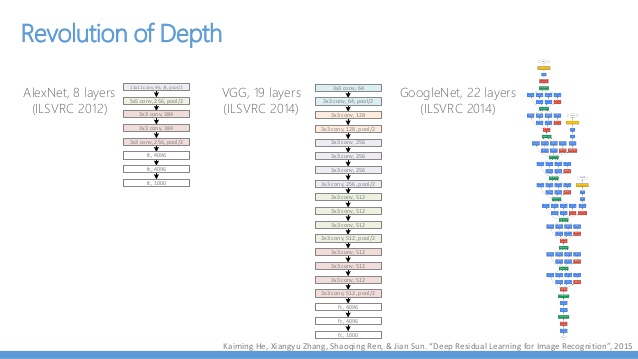 Revolution of Depth
AlexNet, 8 layers
(ILSVRC 2012)
11x11 conv, 96, /4, pool/2
5x5 conv, 256, pool/2
3x3 conv, 384
3x3 conv, 384
3x3 conv, 256, pool/2
fc, 4096
fc, 4096
fc, 1000
VGG, 19 layers
(ILSVRC 2014)
3x3 conv, 64
3x3 conv, 64, pool/2
3x3 conv, 128
3x3 conv, 128, pool/2
3x3 conv, 256
3x3 conv, 256
3x3 conv, 256
3x3 conv, 256, pool/2
3x3 conv, 512
3x3 conv, 512
3x3 conv, 512
3x3 conv, 512, pool/2
3x3 conv, 512
3x3 conv, 512
3x3 conv, 512
3x3 conv, 512, pool/2
fc, 4096
fc, 4096
fc, 1000
GoogleNet, 22 layers
(ILSVRC 2014)
Kaiming He, Xiangyu Zhang, Shaoqing Ren, & Jian Sun. "Deep Residual Learning for Image Recognition", 2015